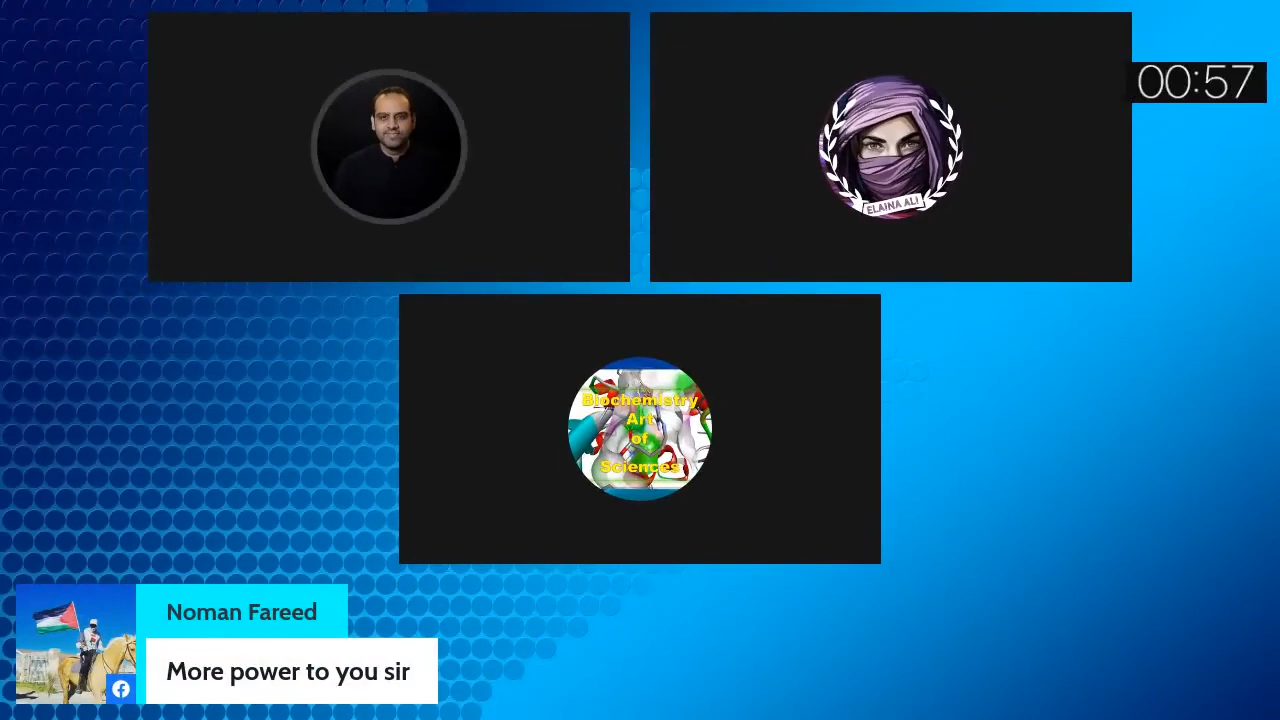 00:57
ELAINA ALI
Biochemistry
Art
of
Sciences
Noman Fareed
More power to you sir